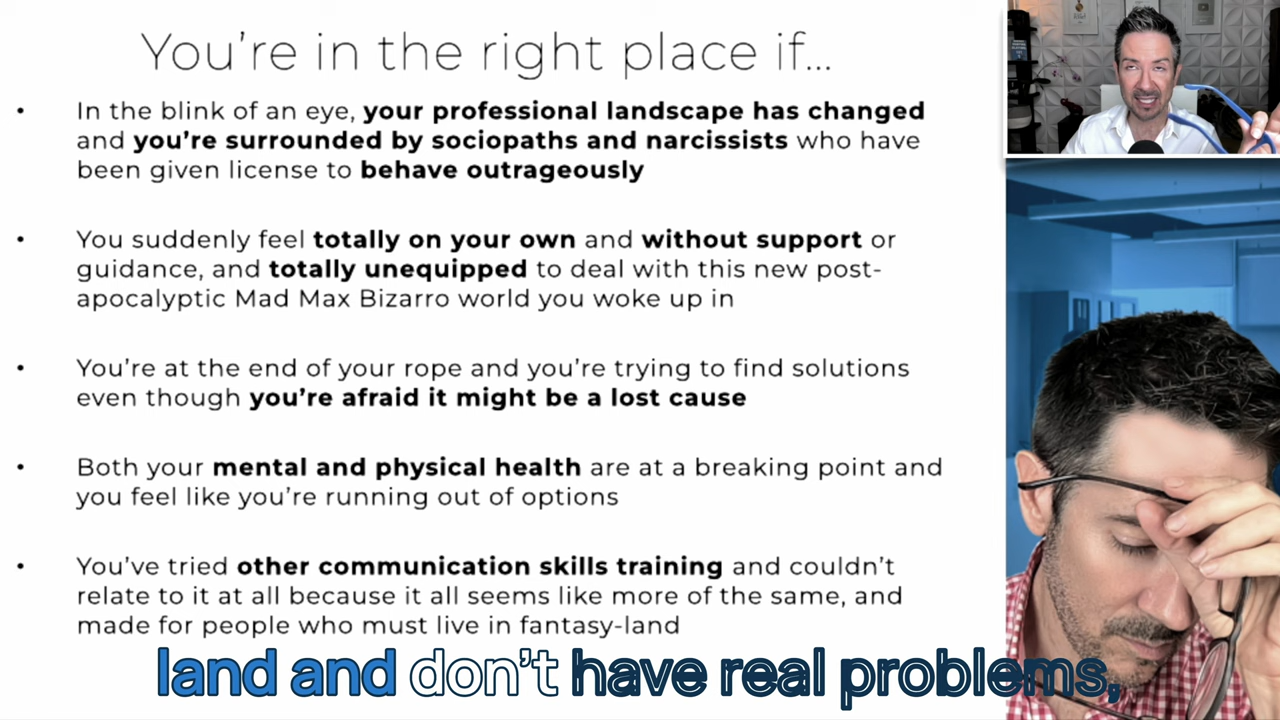 You're in the right place if...
• In the blink of an eye, your professional landscape has changed
and you're surrounded by sociopaths and narcissists who have
been given license to behave outrageously
• You suddenly feel totally on your own and without support or
guidance, and totally unequipped to deal with this new post-
apocalyptic Mad Max Bizarro world you woke up in
• You're at the end of your rope and you're trying to find solutions
even though you're afraid it might be a lost cause
• Both your mental and physical health are at a breaking point and
you feel like you're running out of options
• You've tried other communication skills training and couldn't
relate to it at all because it all seems like more of the same, and
made for people who must live in fantasy-land
land and don't have real problems,